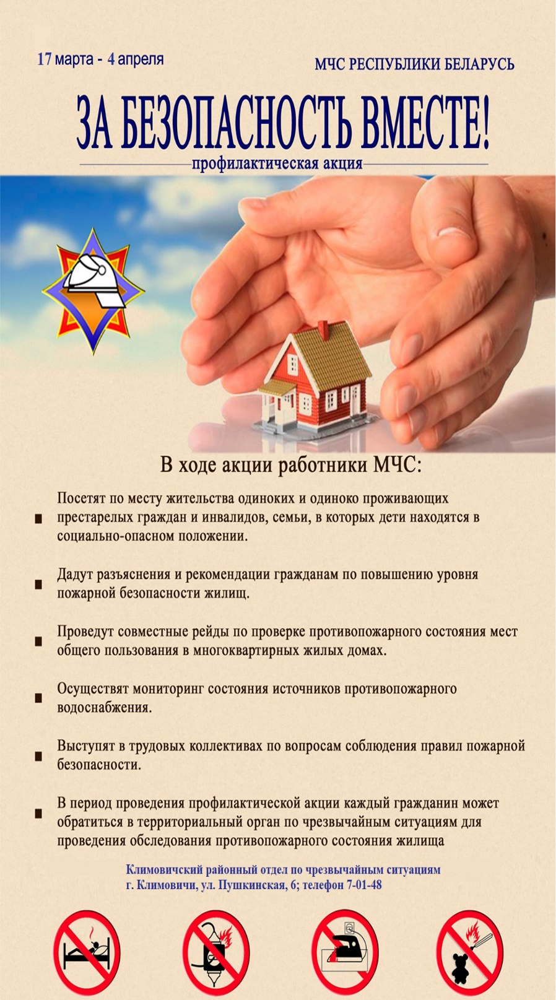 17 марта - 4 апреля
МЧС РЕСПУБЛИКИ БЕЛАРУСЬ
ЗА БЕЗОПАСНОСТЬ ВМЕСТЕ!
профилактическая акция
В ходе акции работники МЧС:
Посетят по месту жительства одиноких и одиноко проживающих
престарелых граждан и инвалидов, семьи, в которых дети находятся в
социально-опасном положении.
Дадут разъяснения и рекомендации гражданам по повышению уровня
пожарной безопасности жилищ.
Проведут совместные рейды по проверке противопожарного состояния мест
общего пользования в многоквартирных жилых домах.
Осуществят мониторинг состояния источников противопожарного
водоснабжения.
Выступят в трудовых коллективах по вопросам соблюдения правил пожарной
безопасности.
В период проведения профилактической акции каждый гражданин может
обратиться в территориальный орган по чрезвычайным ситуациям для
проведения обследования противопожарного состояния жилища
Климовичский районный отдел по чрезвычайным ситуациям
г. Климовичи, ул. Пушкинская, 6; телефон 7-01-48